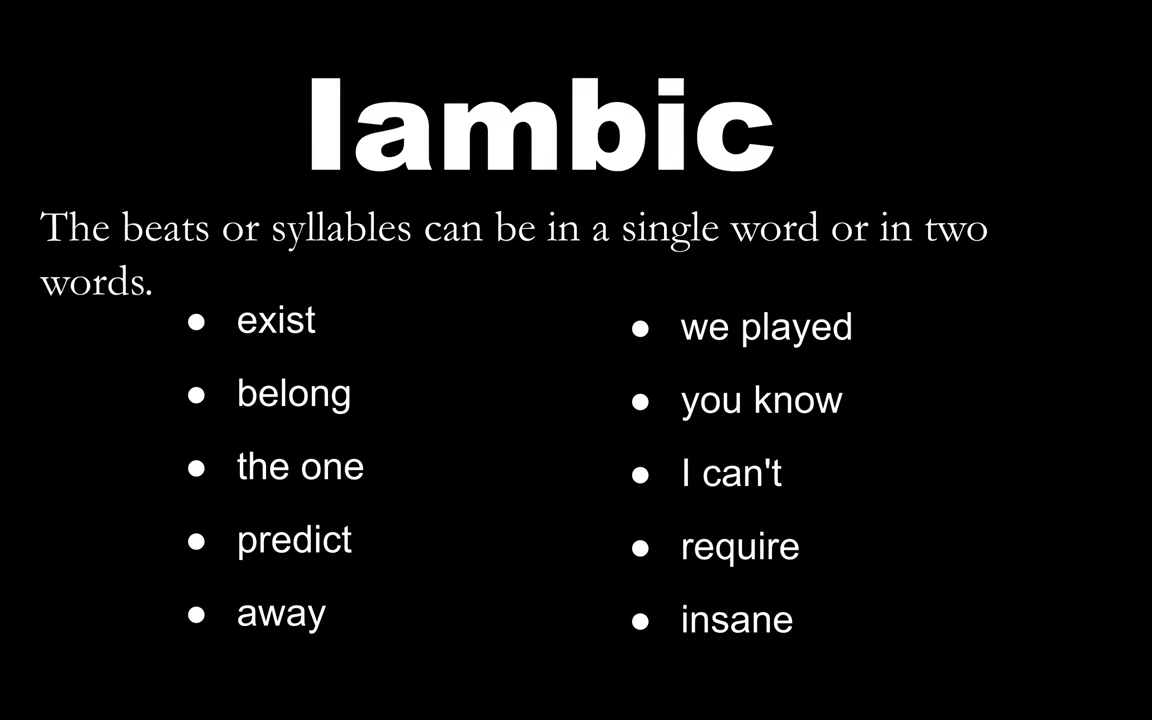 Iambic
The beats or syllables can be in a single word or in two
words.
● exist
● belong
● the one
● predict
● away
● we played
● you know
● I can't
● require
● insane